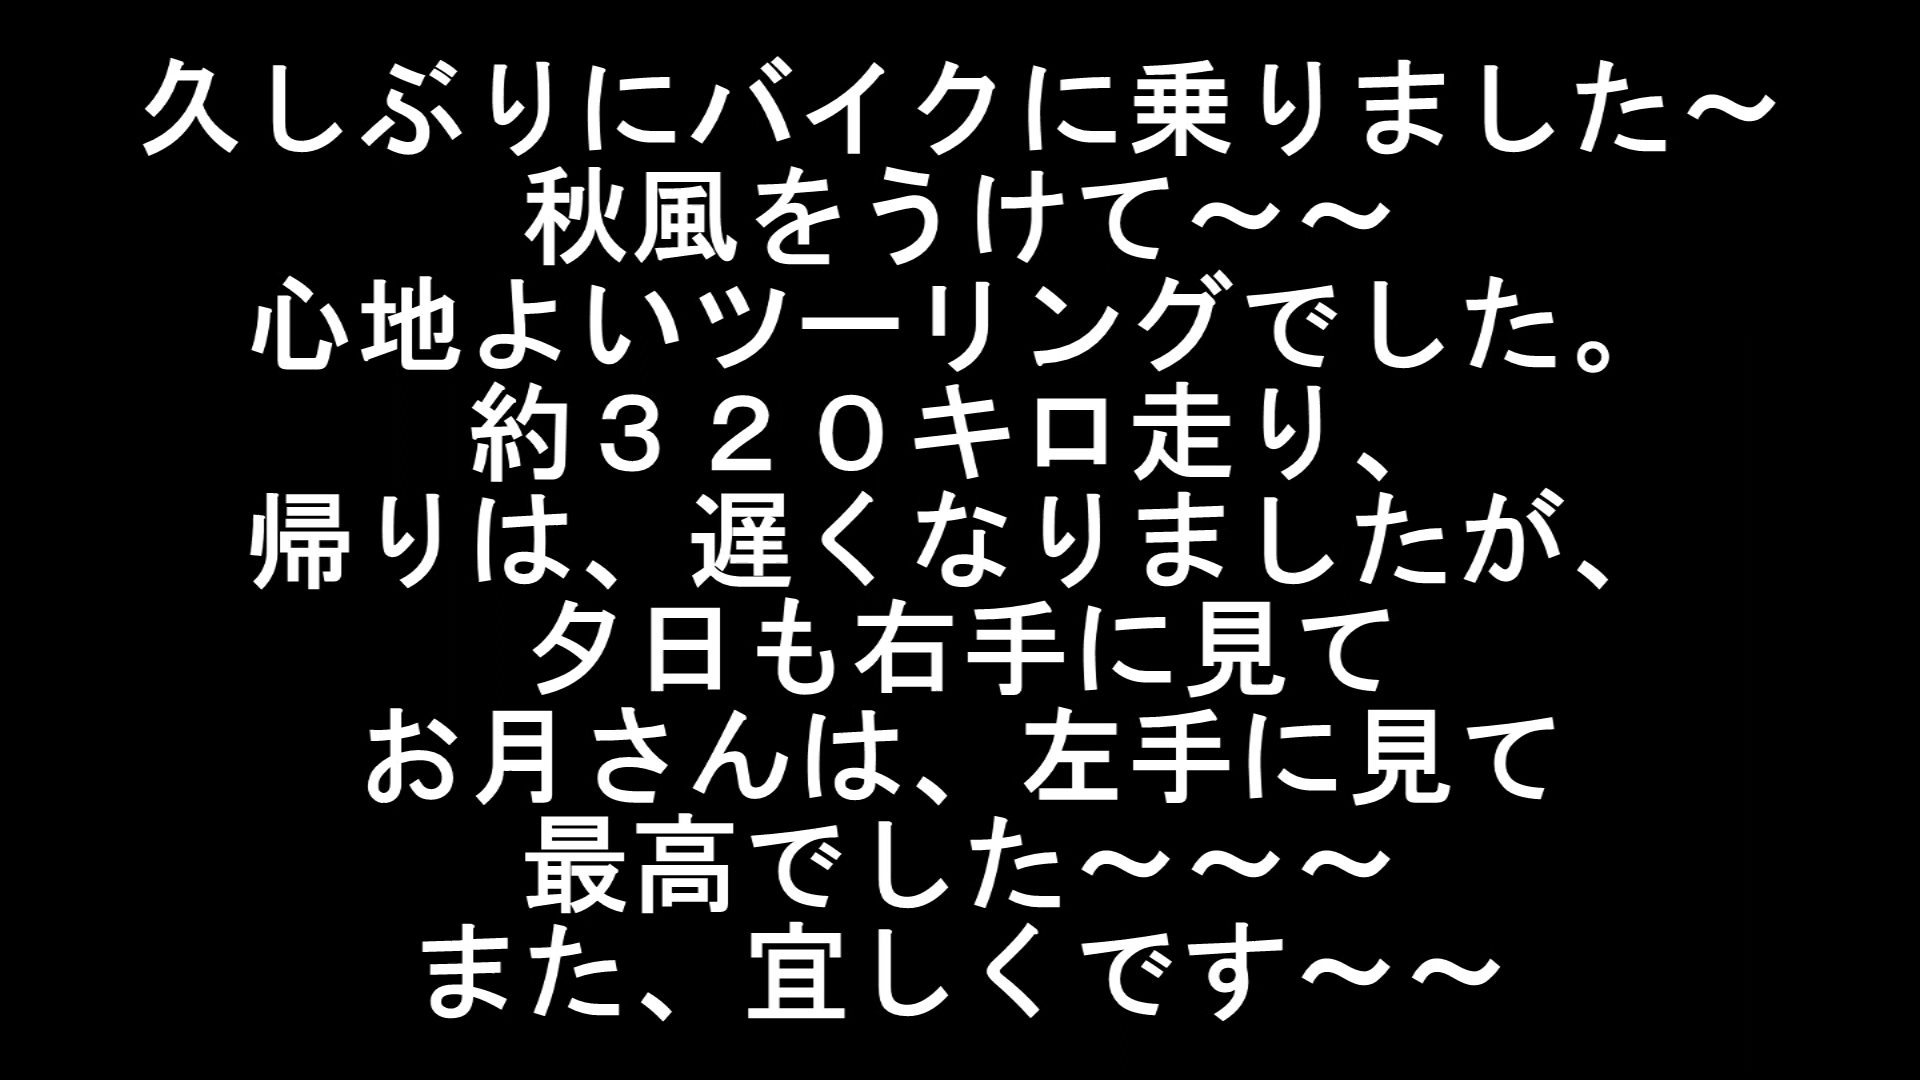 久しぶりにバイクに乗りました～
秋風をうけて～～
心地よいツーリングでした。
約３２０キロ走り、
帰りは、遅くなりましたが、
夕日も右手に見て
お月さんは、左手に見て
最高でした～～～
また、宜しくです～～